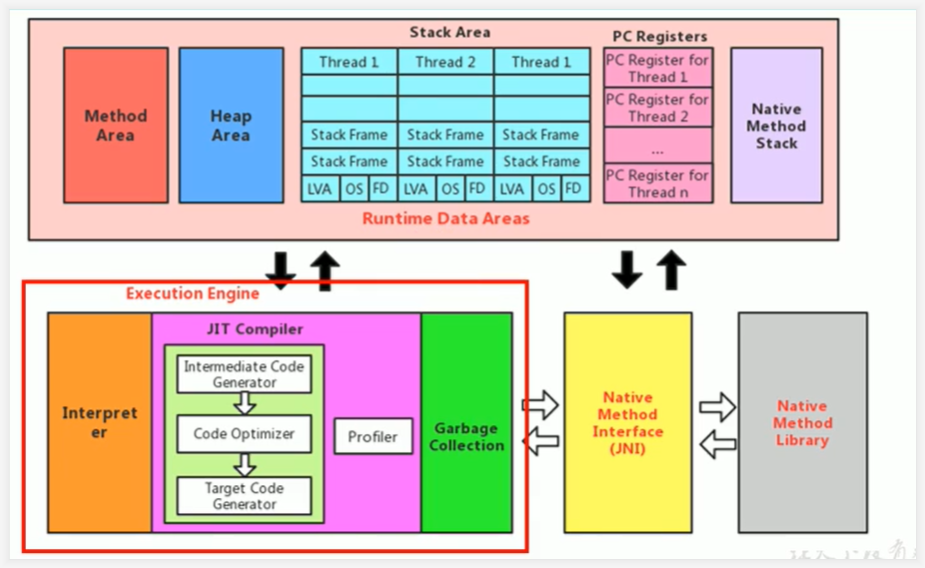 Stack Area
PC Registers
Method
Area
Heap
Area
Thread 1
Thread 2
Thread 1
Stack Frame
Stack Frame
Stack Frame
Stack Frame
Stack Frame
Stack Frame
LVA
OS
FD
LVA
OS
FD
LVA
OS
FD
PC Register for
Thread 1
PC Register for
Thread 2
...
PC Register for
Thread n
Native
Method
Stack
Runtime Data Areas
Execution Engine
Interpret
er
JIT Compiler
Intermediate Code
Generator
Code Optimizer
Target Code
Generator
Profiler
Garbage
Collection
Native
Method
Interface
(JNI)
Native
Method
Library